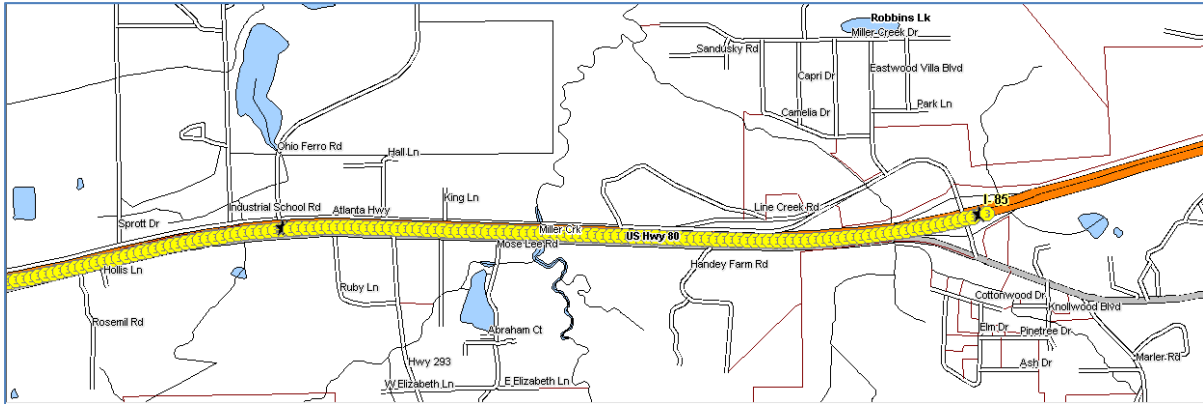 Robbins Lk
Miller Creek Dr
Sandusky Rd
Eastwood Villa Blvd
Capri Dr
Park Ln
Camelia Dr
Ohio Ferro Rd
Hall Ln
King Ln
I- 85
3
Line Creek Rd
Industrial School Rd
Atlanta Hwy
Sprott Dr
Miller Crk
US Hwy 80
Mose Lee Rd
Handey Farm Rd
Hollis Ln
Ruby Ln
Cottonwood Dr
Knollwood Blvd
Rosemil Rd
Abraham Ct
Elm Dr
Pinetree Dr
Marler Rd
Hwy 293
Ash Dr
W Elizabeth Ln
E Elizabeth Ln